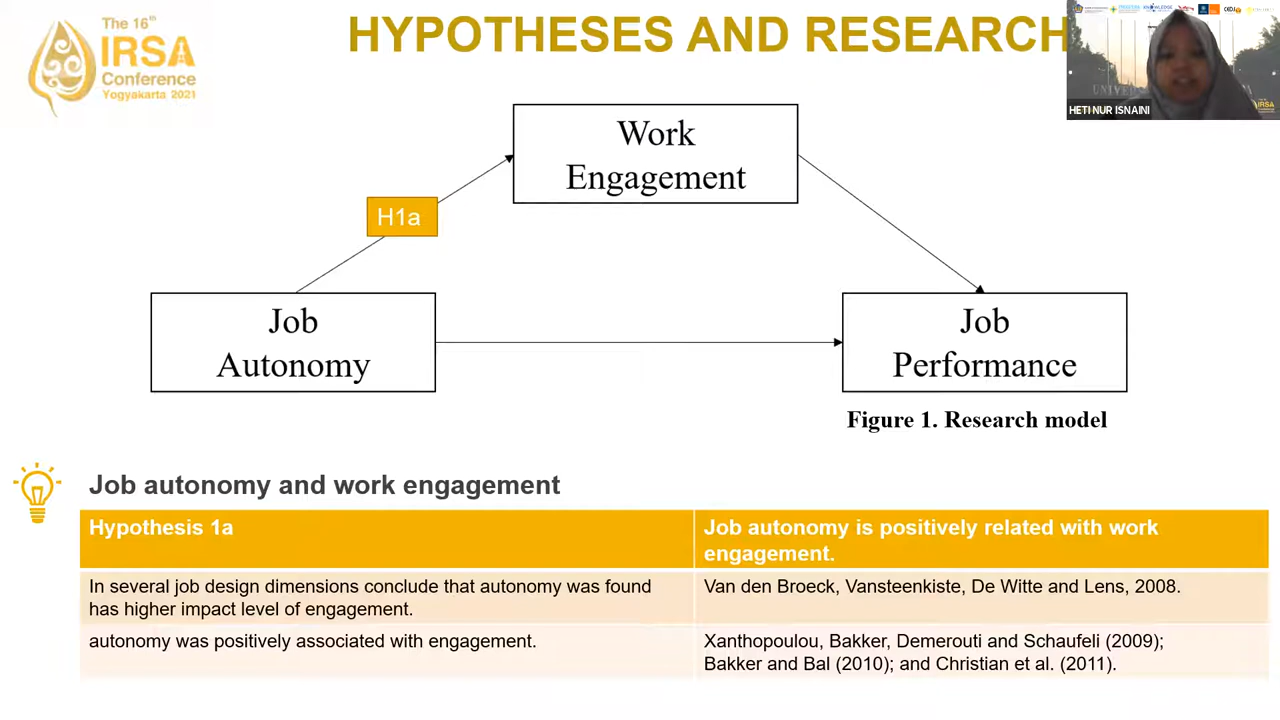 The 16th
IRSA
Conference
Yogyakarta 2021
HYPOTHESES AND RESEARCH
HETI NUR ISNAINI
Work
Engagement
H1a
Job
Autonomy
Job
Performance
Figure 1. Research model
Job autonomy and work engagement
Hypothesis 1a
Job autonomy is positively related with work
engagement.
In several job design dimensions conclude that autonomy was found
has higher impact level of engagement.
Van den Broeck, Vansteenkiste, De Witte and Lens, 2008.
autonomy was positively associated with engagement.
Xanthopoulou, Bakker, Demerouti and Schaufeli (2009);
Bakker and Bal (2010); and Christian et al. (2011).